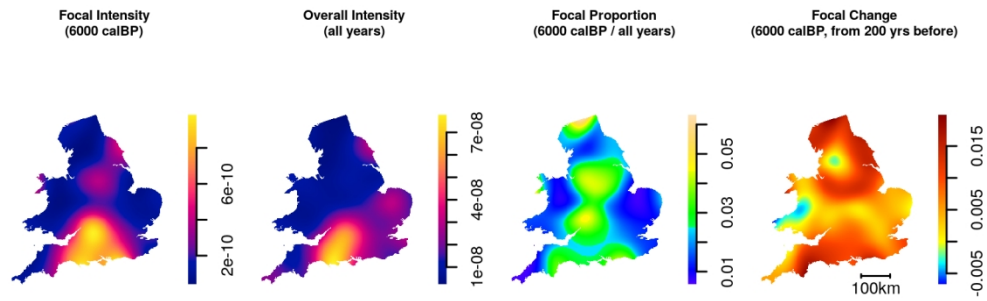 Focal Intensity
(6000 calBP)
Overall Intensity
(all years)
Focal Proportion
(6000 calBP / all years)
Focal Change
(6000 calBP, from 200 yrs before)
6e-10
2e-10
7e-08
4e-08
1e-08
0.05
0.03
0.01
0.015
0.005
-0.005
100km